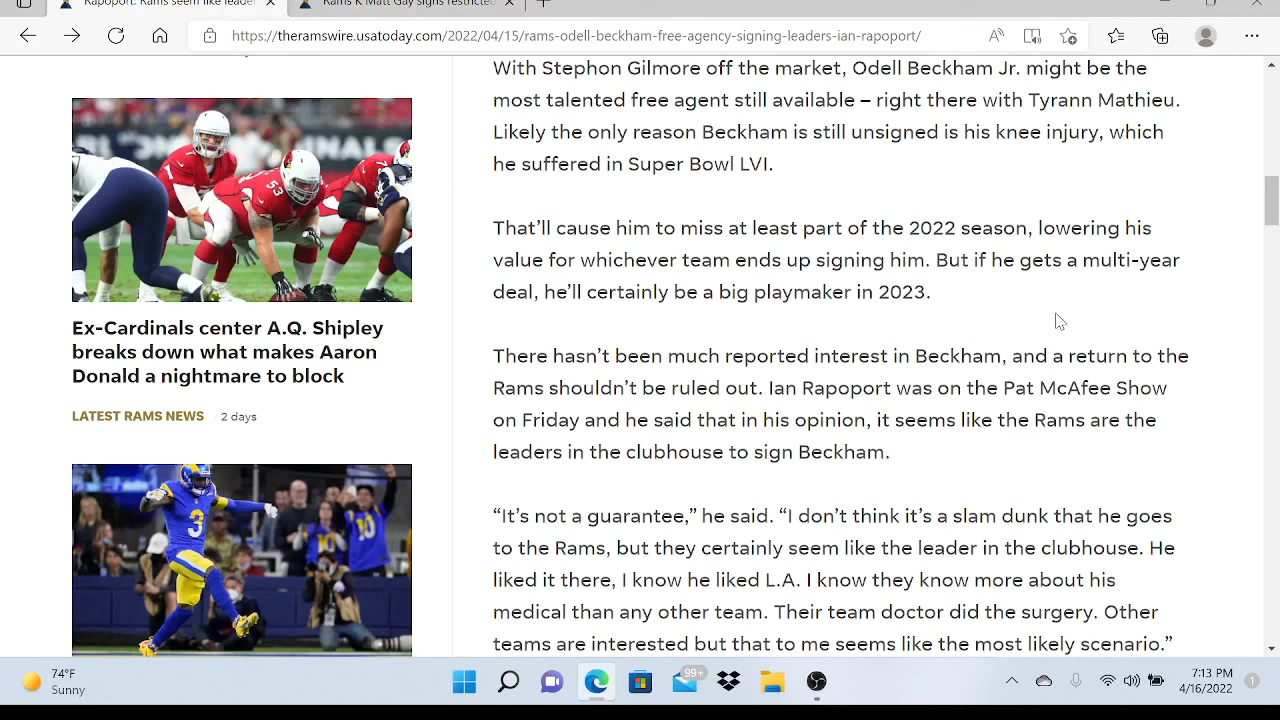 Rapoport: Rams seem like leade
Rams K Matt Gay signs restricted
https://theramswire.usatoday.com/2022/04/15/rams-odell-beckham-free-agency-signing-leaders-ian-rapoport/
With Stephon Gilmore off the market, Odell Beckham Jr. might be the
most talented free agent still available – right there with Tyrann Mathieu.
Likely the only reason Beckham is still unsigned is his knee injury, which
he suffered in Super Bowl LVI.
That’ll cause him to miss at least part of the 2022 season, lowering his
value for whichever team ends up signing him. But if he gets a multi-year
deal, he’ll certainly be a big playmaker in 2023.
There hasn’t been much reported interest in Beckham, and a return to the
Rams shouldn’t be ruled out. Ian Rapoport was on the Pat McAfee Show
on Friday and he said that in his opinion, it seems like the Rams are the
leaders in the clubhouse to sign Beckham.
“It’s not a guarantee,” he said. “I don’t think it’s a slam dunk that he goes
to the Rams, but they certainly seem like the leader in the clubhouse. He
liked it there, I know he liked L.A. I know they know more about his
medical than any other team. Their team doctor did the surgery. Other
teams are interested but that to me seems like the most likely scenario.”
53
Ex-Cardinals center A.Q. Shipley
breaks down what makes Aaron
Donald a nightmare to block
LATEST RAMS NEWS / 2 days
3
10
74°F
Sunny
99+
7:13 PM
4/16/2022
1